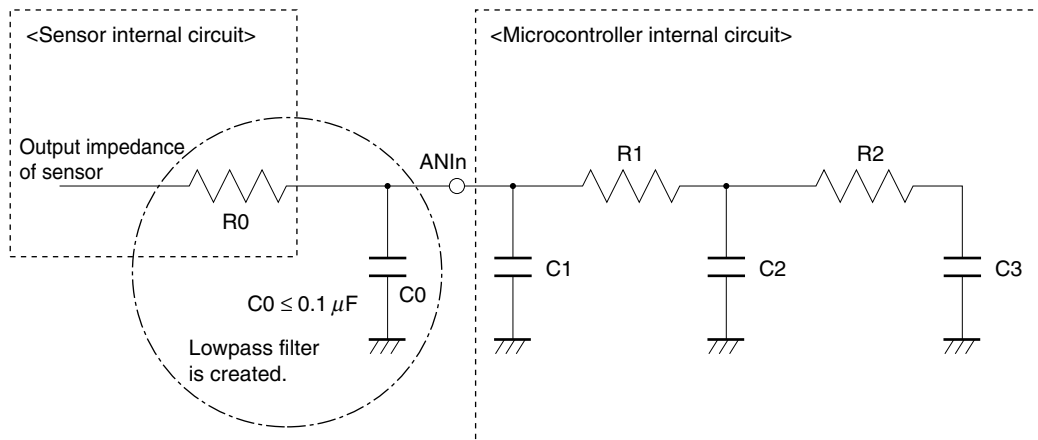 <Sensor internal circuit>
<Microcontroller internal circuit>
Output impedance
of sensor
R0
ANIn
R1
R2
C0
C1
C2
C3
C0 ≤ 0.1 μF
Lowpass filter
is created.